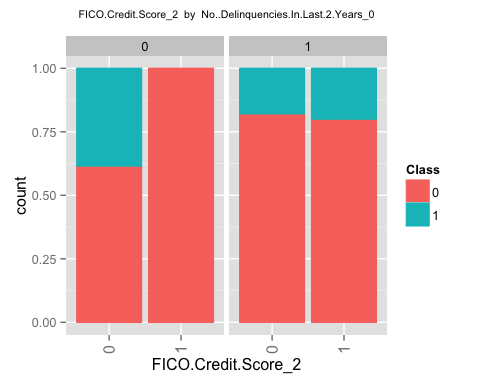 FICO.Credit.Score_2 by No..Delinquencies.In.Last.2.Years_0
0 1
1.00
0.75
0.50
0.25
0.00
count
0 1 0 1
FICO.Credit.Score_2
Class
0
1